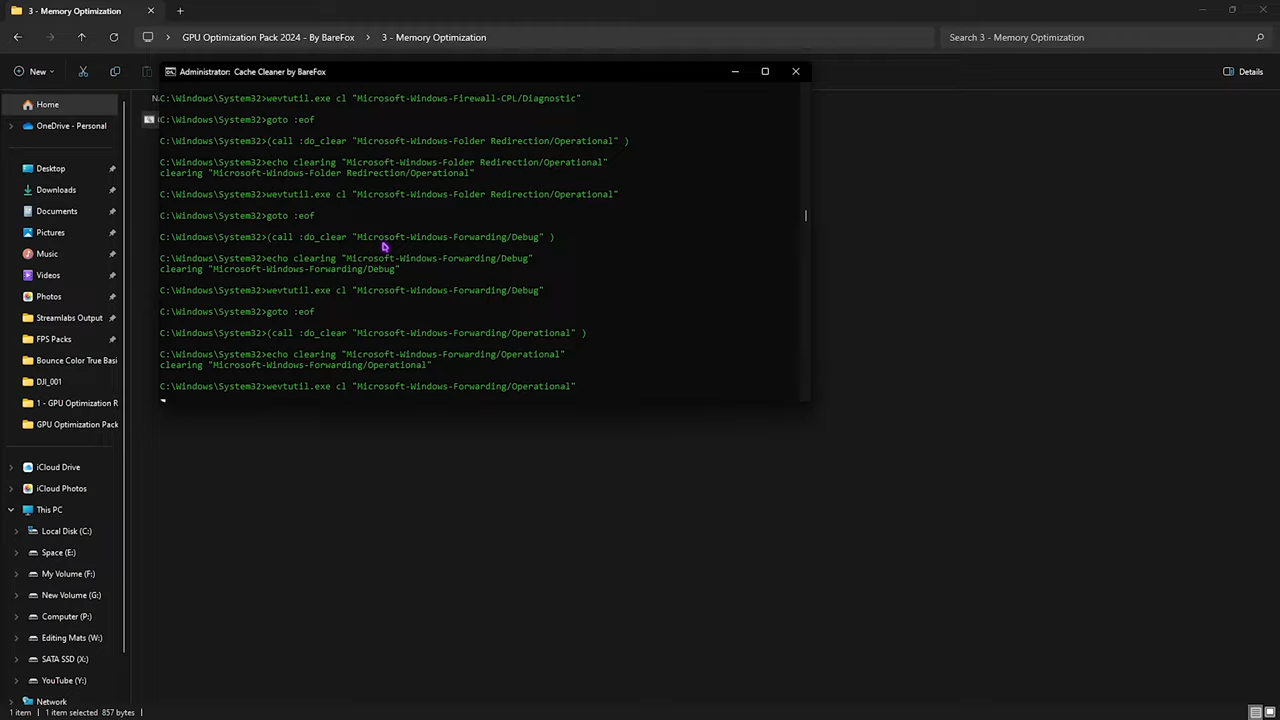 3 - Memory Optimization
GPU Optimization Pack 2024 - By BareFox
3 - Memory Optimization
Search 3 - Memory Optimization
New
Details
Administrator: Cache Cleaner by BareFox
C:\Windows\System32>wevtutil.exe cl "Microsoft-Windows-Firewall-CPL/Diagnostic"
C:\Windows\System32>goto :eof
C:\Windows\System32>(call :do_clear "Microsoft-Windows-Folder Redirection/Operational" )
C:\Windows\System32>echo clearing "Microsoft-Windows-Folder Redirection/Operational"
clearing "Microsoft-Windows-Folder Redirection/Operational"
C:\Windows\System32>wevtutil.exe cl "Microsoft-Windows-Folder Redirection/Operational"
C:\Windows\System32>goto :eof
C:\Windows\System32>(call :do_clear "Microsoft-Windows-Forwarding/Debug" )
C:\Windows\System32>echo clearing "Microsoft-Windows-Forwarding/Debug"
clearing "Microsoft-Windows-Forwarding/Debug"
C:\Windows\System32>wevtutil.exe cl "Microsoft-Windows-Forwarding/Debug"
C:\Windows\System32>goto :eof
C:\Windows\System32>(call :do_clear "Microsoft-Windows-Forwarding/Operational" )
C:\Windows\System32>echo clearing "Microsoft-Windows-Forwarding/Operational"
clearing "Microsoft-Windows-Forwarding/Operational"
C:\Windows\System32>wevtutil.exe cl "Microsoft-Windows-Forwarding/Operational"
Home
OneDrive - Personal
Desktop
Downloads
Documents
Pictures
Music
Videos
Photos
Streamlabs Output
FPS Packs
Bounce Color True Basi
DJI_001
1 - GPU Optimization R
GPU Optimization Pack
iCloud Drive
iCloud Photos
This PC
Local Disk (C:)
Space (E:)
My Volume (F:)
New Volume (G:)
Computer (P:)
Editing Mats (W:)
SATA SSD (X:)
YouTube (Y:)
Network
1 item
1 item selected 857 bytes